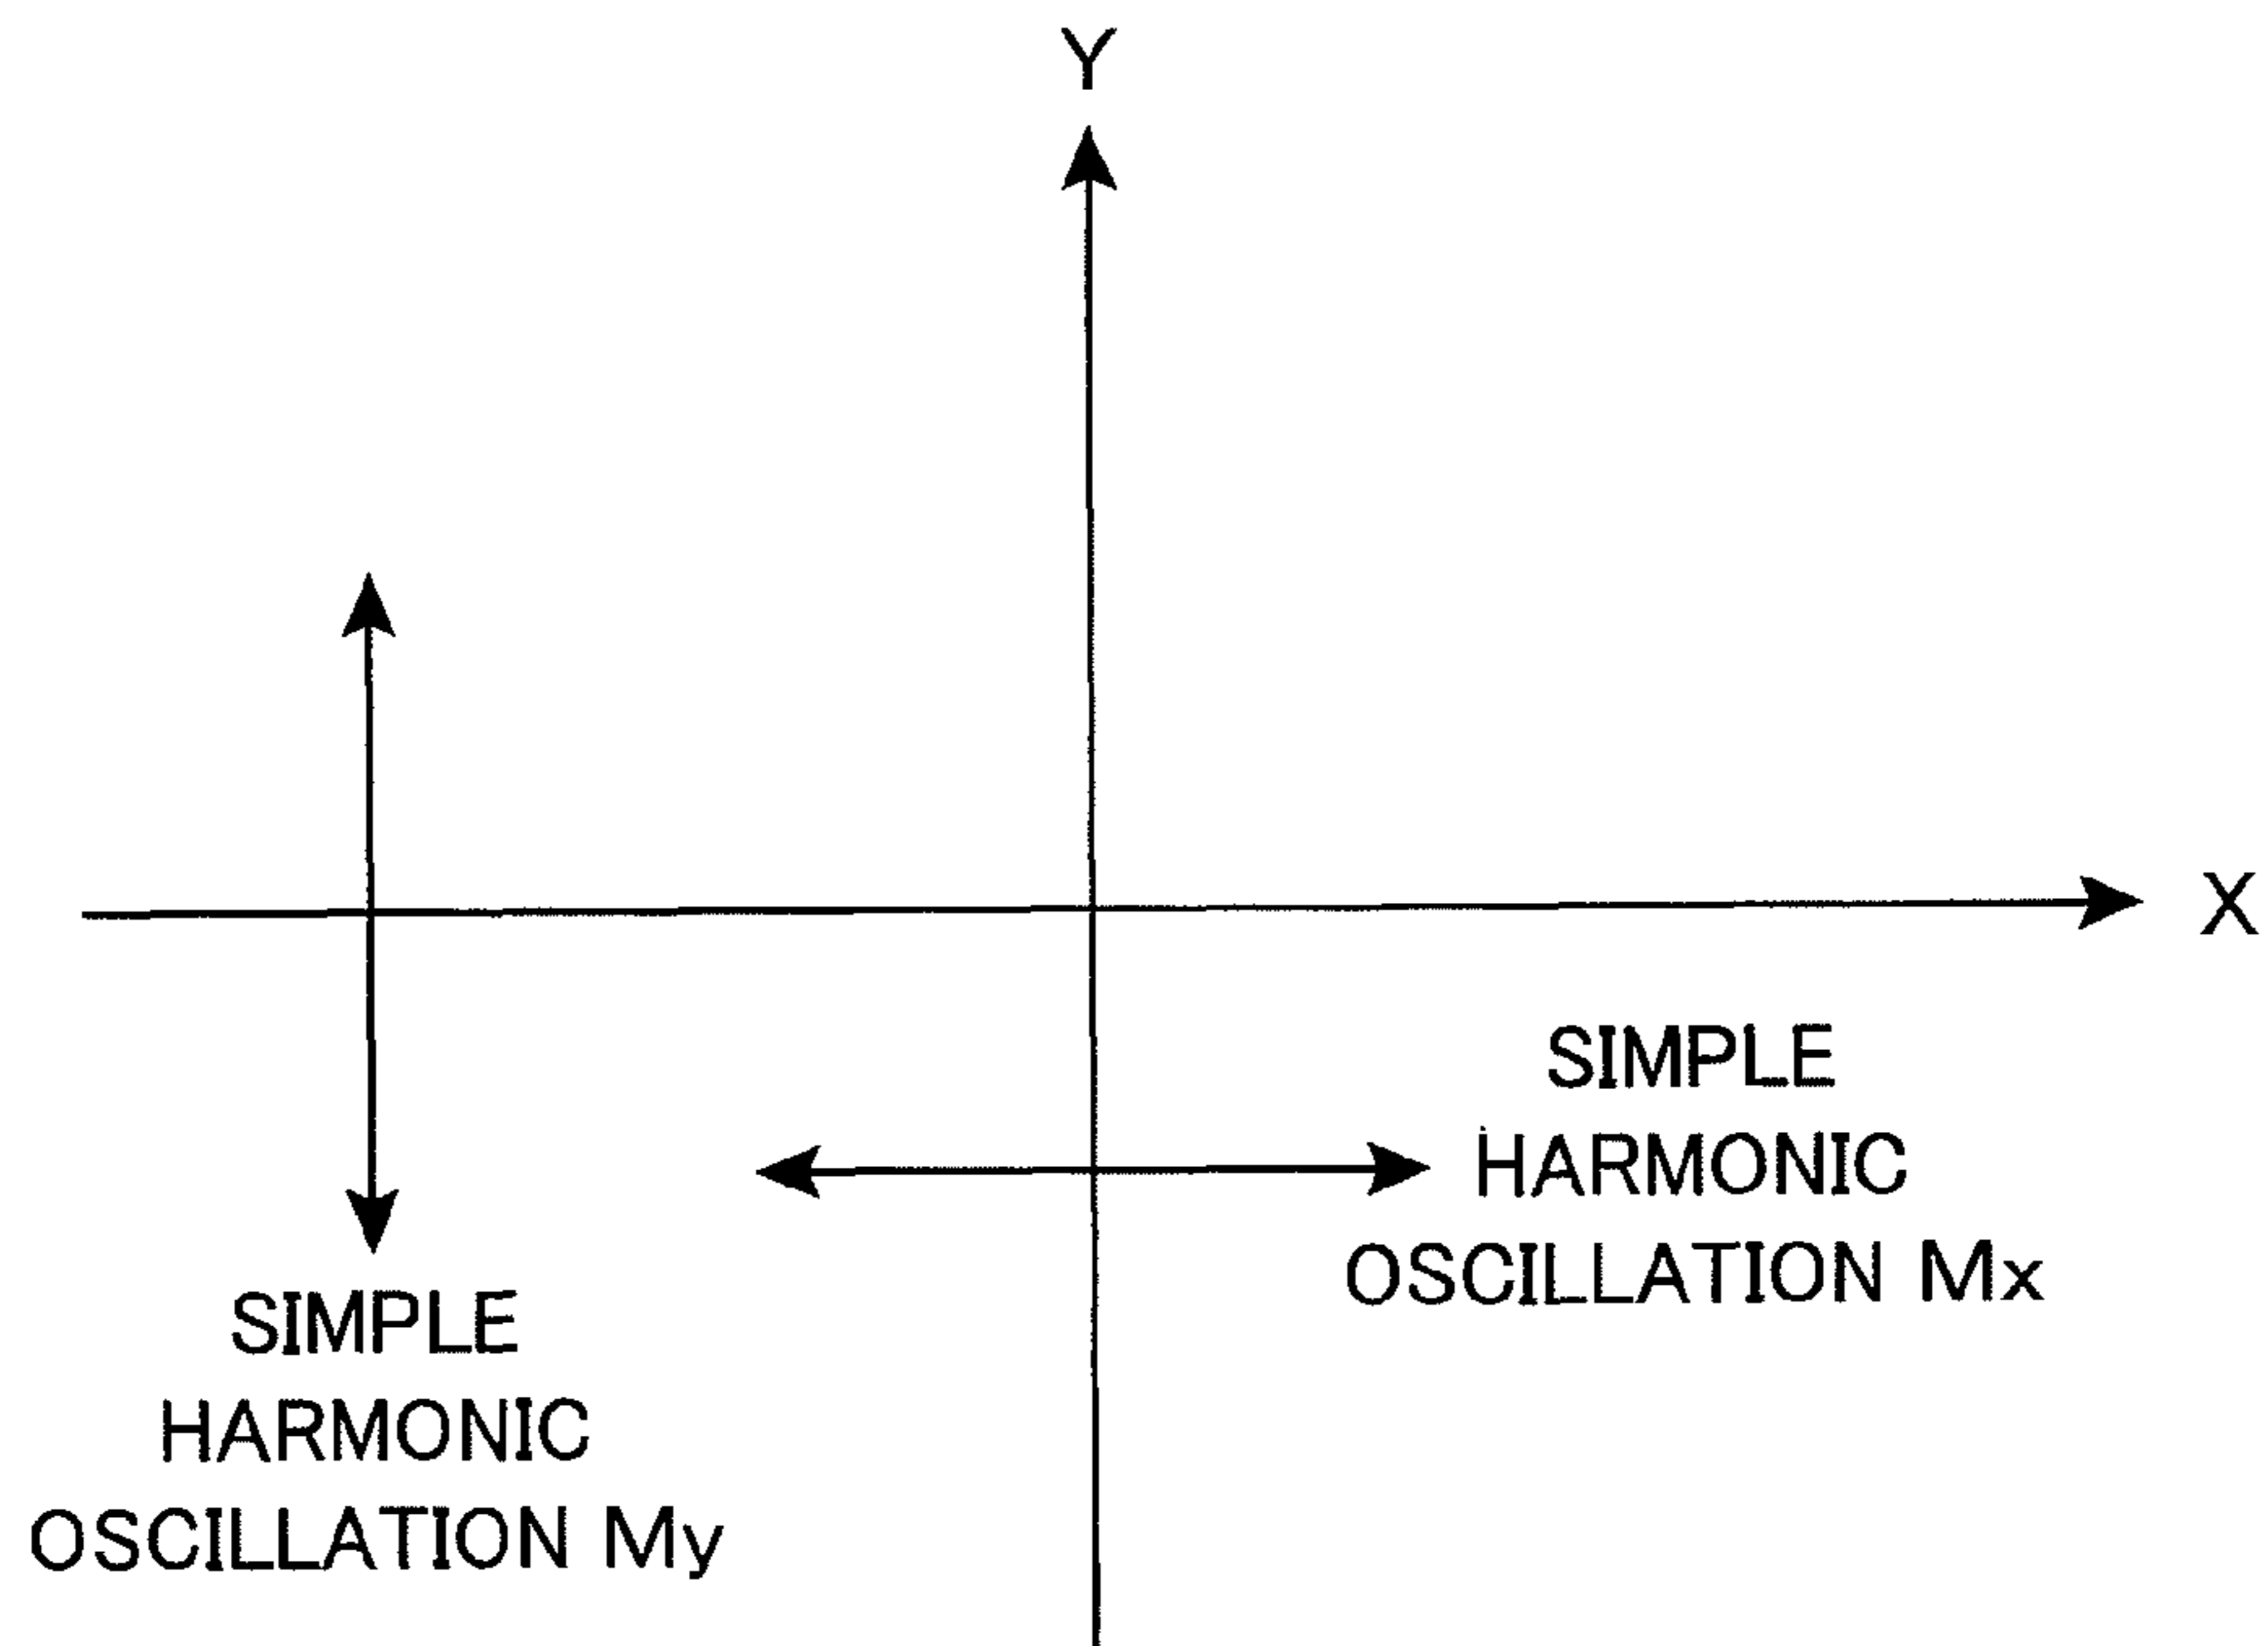 Y
X
SIMPLE
HARMONIC
OSCILLATION Mx
SIMPLE
HARMONIC
OSCILLATION My